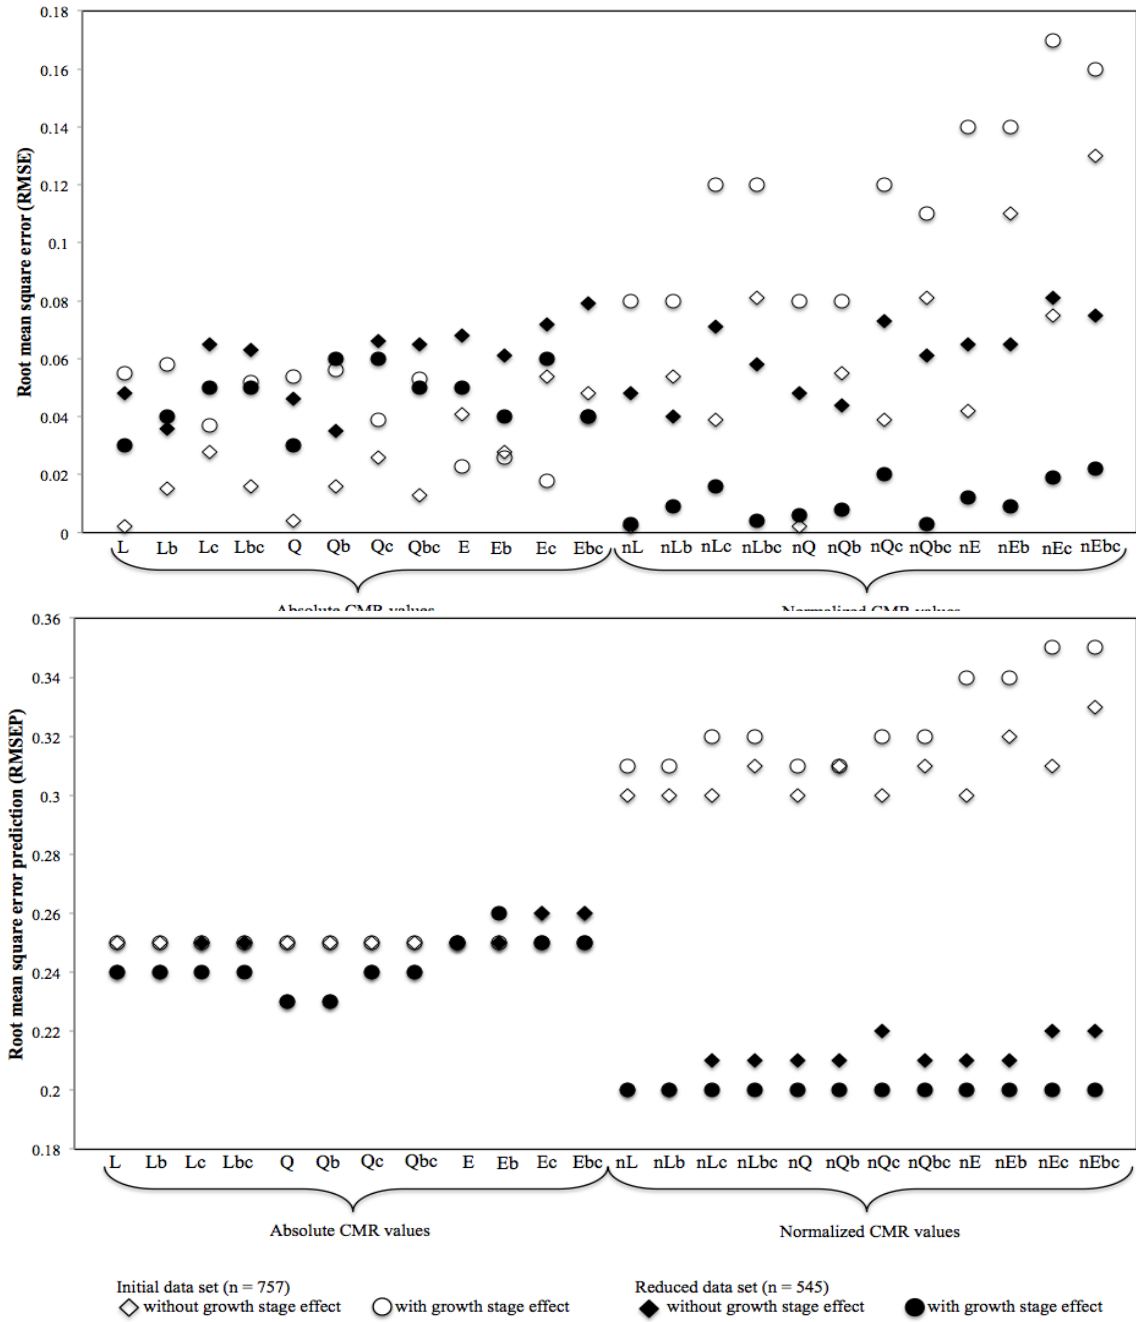 0.18
0.16
0.14
0.12
0.1
0.08
0.06
0.04
0.02
0
Root mean square error (RMSE)
L Lb Lc Lbc Q Qb Qc Qbc E Eb Ec Ebc nL nLb nLc nLbc nQ nQb nQc nQbc nE nEb nEc nEbc
Absolute CMR values Normalized CMR values
0.36
0.34
0.32
0.3
0.28
0.26
0.24
0.22
0.2
0.18
Root mean square error prediction (RMSEP)
L Lb Lc Lbc Q Qb Qc Qbc E Eb Ec Ebc nL nLb nLc nLbc nQ nQb nQc nQbc nE nEb nEc nEbc
Absolute CMR values Normalized CMR values
Initial data set (n = 757) Reduced data set (n = 545)
without growth stage effect with growth stage effect without growth stage effect with growth stage effect